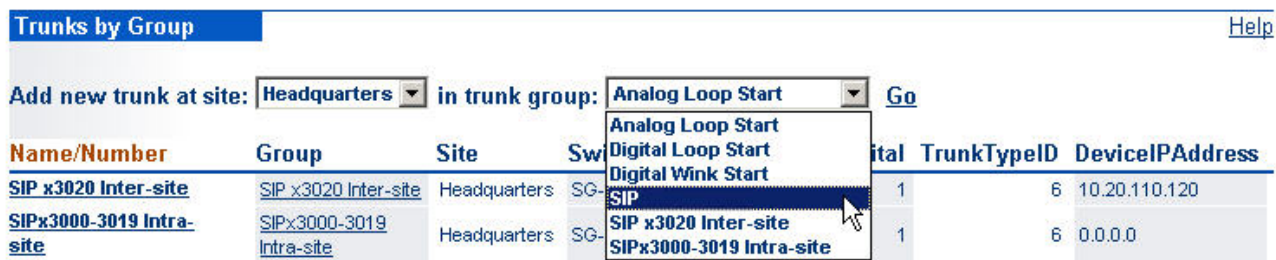 Trunks by Group Help
Add new trunk at site: Headquarters in trunk group: Analog Loop Start Go
Analog Loop Start
Name/Number Group Site Digital Loop Start TrunkTypeID DeviceIPAddress
Digital Wink Start
SIP x3020 Inter-site SIP x3020 Inter-site Headquarters SG- SIP 1 6 10.20.110.120
SIP x3020 Inter-site
SIPx3000-3019 Intra- SIPx3000-3019
site Intra-site Headquarters SG- SIPx3000-3019 Intra-site 1 6 0.0.0.0